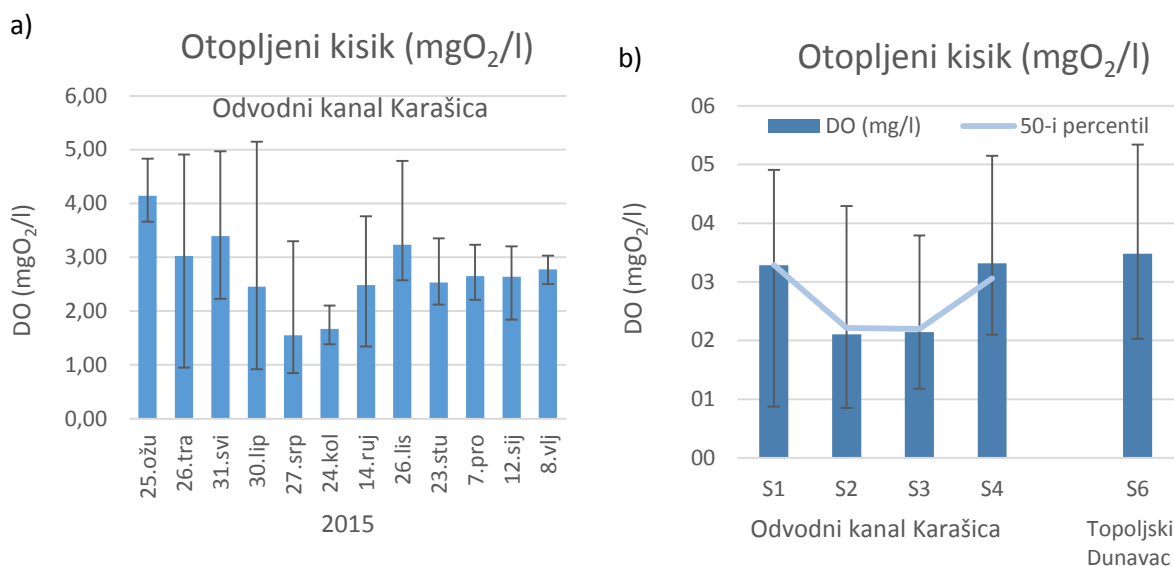 a)
Otopljeni kisik (mgO₂/l)
Odvodni kanal Karašica
6,00
5,00
4,00
3,00
2,00
1,00
0,00
DO (mgO₂/l)
25.ožu
26.tra
31.svi
30.lip
27.srp
24.kol
14.ruj
26.lis
23.stu
7.pro
12.sij
8.vlj
2015
b)
Otopljeni kisik (mgO₂/l)
DO (mg/l)
50-i percentil
06
05
04
03
02
01
00
DO (mgO₂/l)
S1
S2
S3
S4
S6
Odvodni kanal Karašica
Topoljski
Dunavac